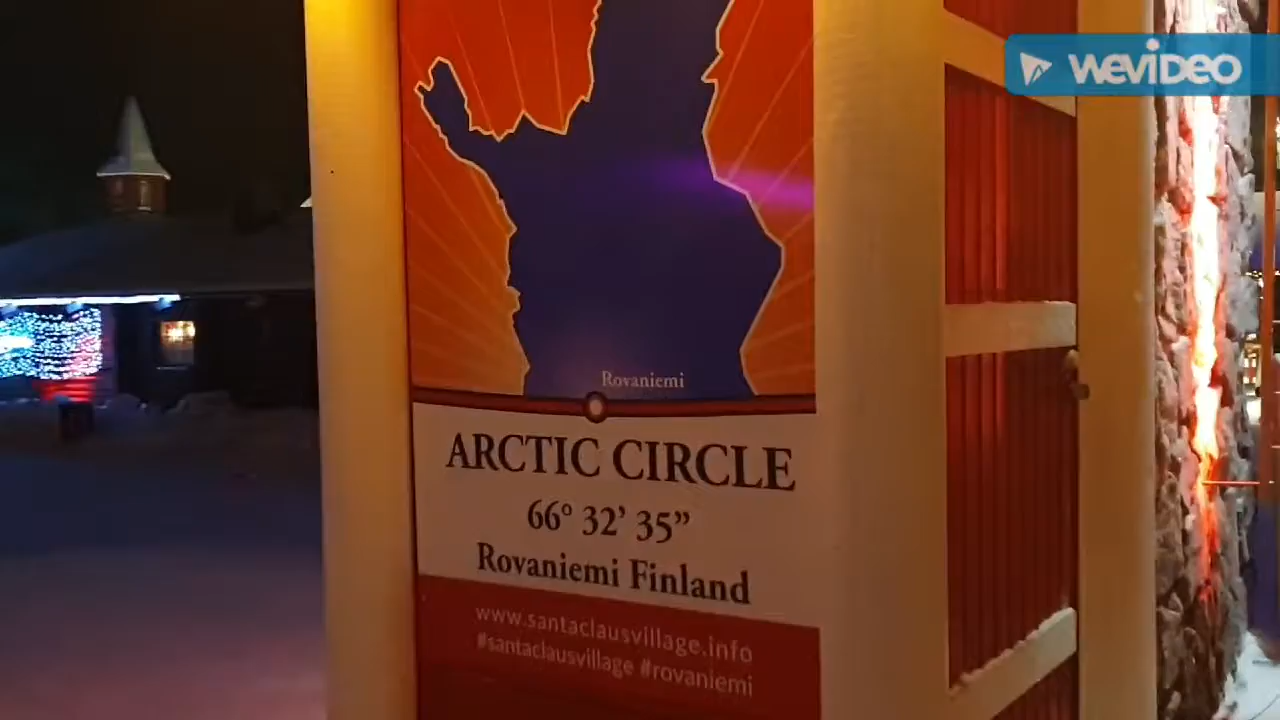 WEVIDEO
Rovaniemi
ARCTIC CIRCLE
66° 32’ 35”
Rovaniemi Finland
www.santaclausvillage.info
#santaclausvillage #rovaniemi